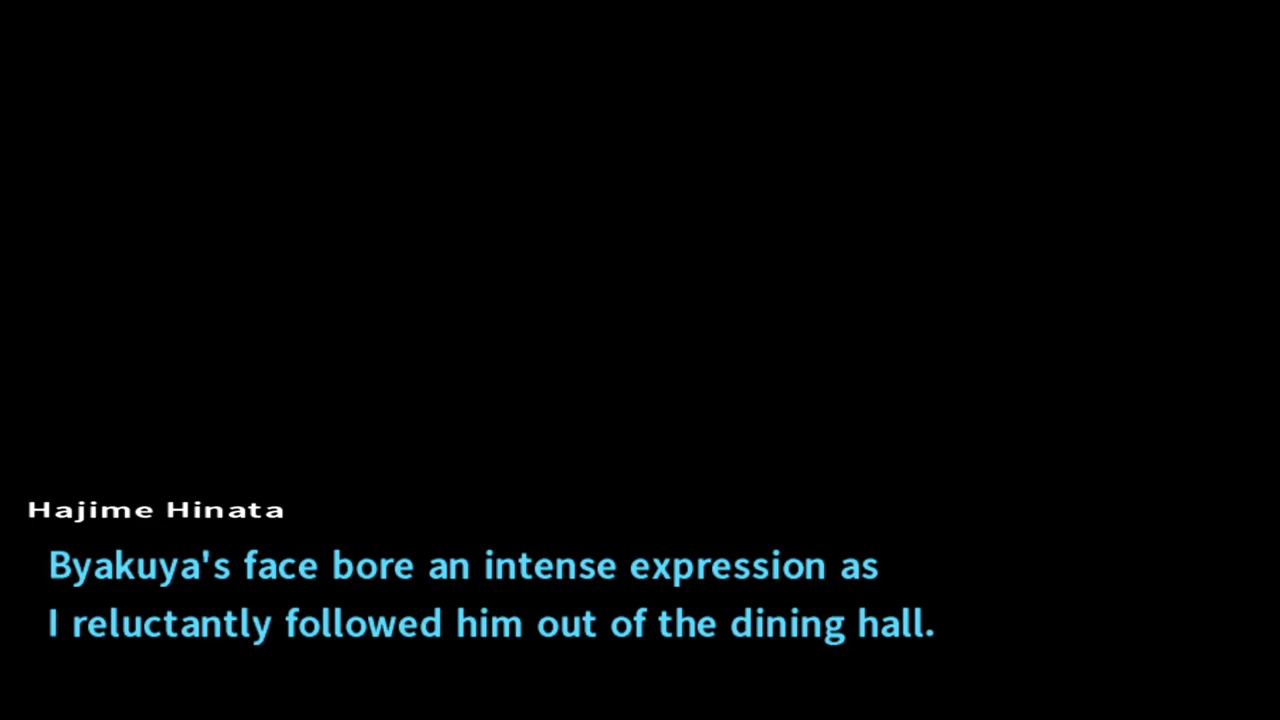 Hajime Hinata
Byakuya's face bore an intense expression as
I reluctantly followed him out of the dining hall.